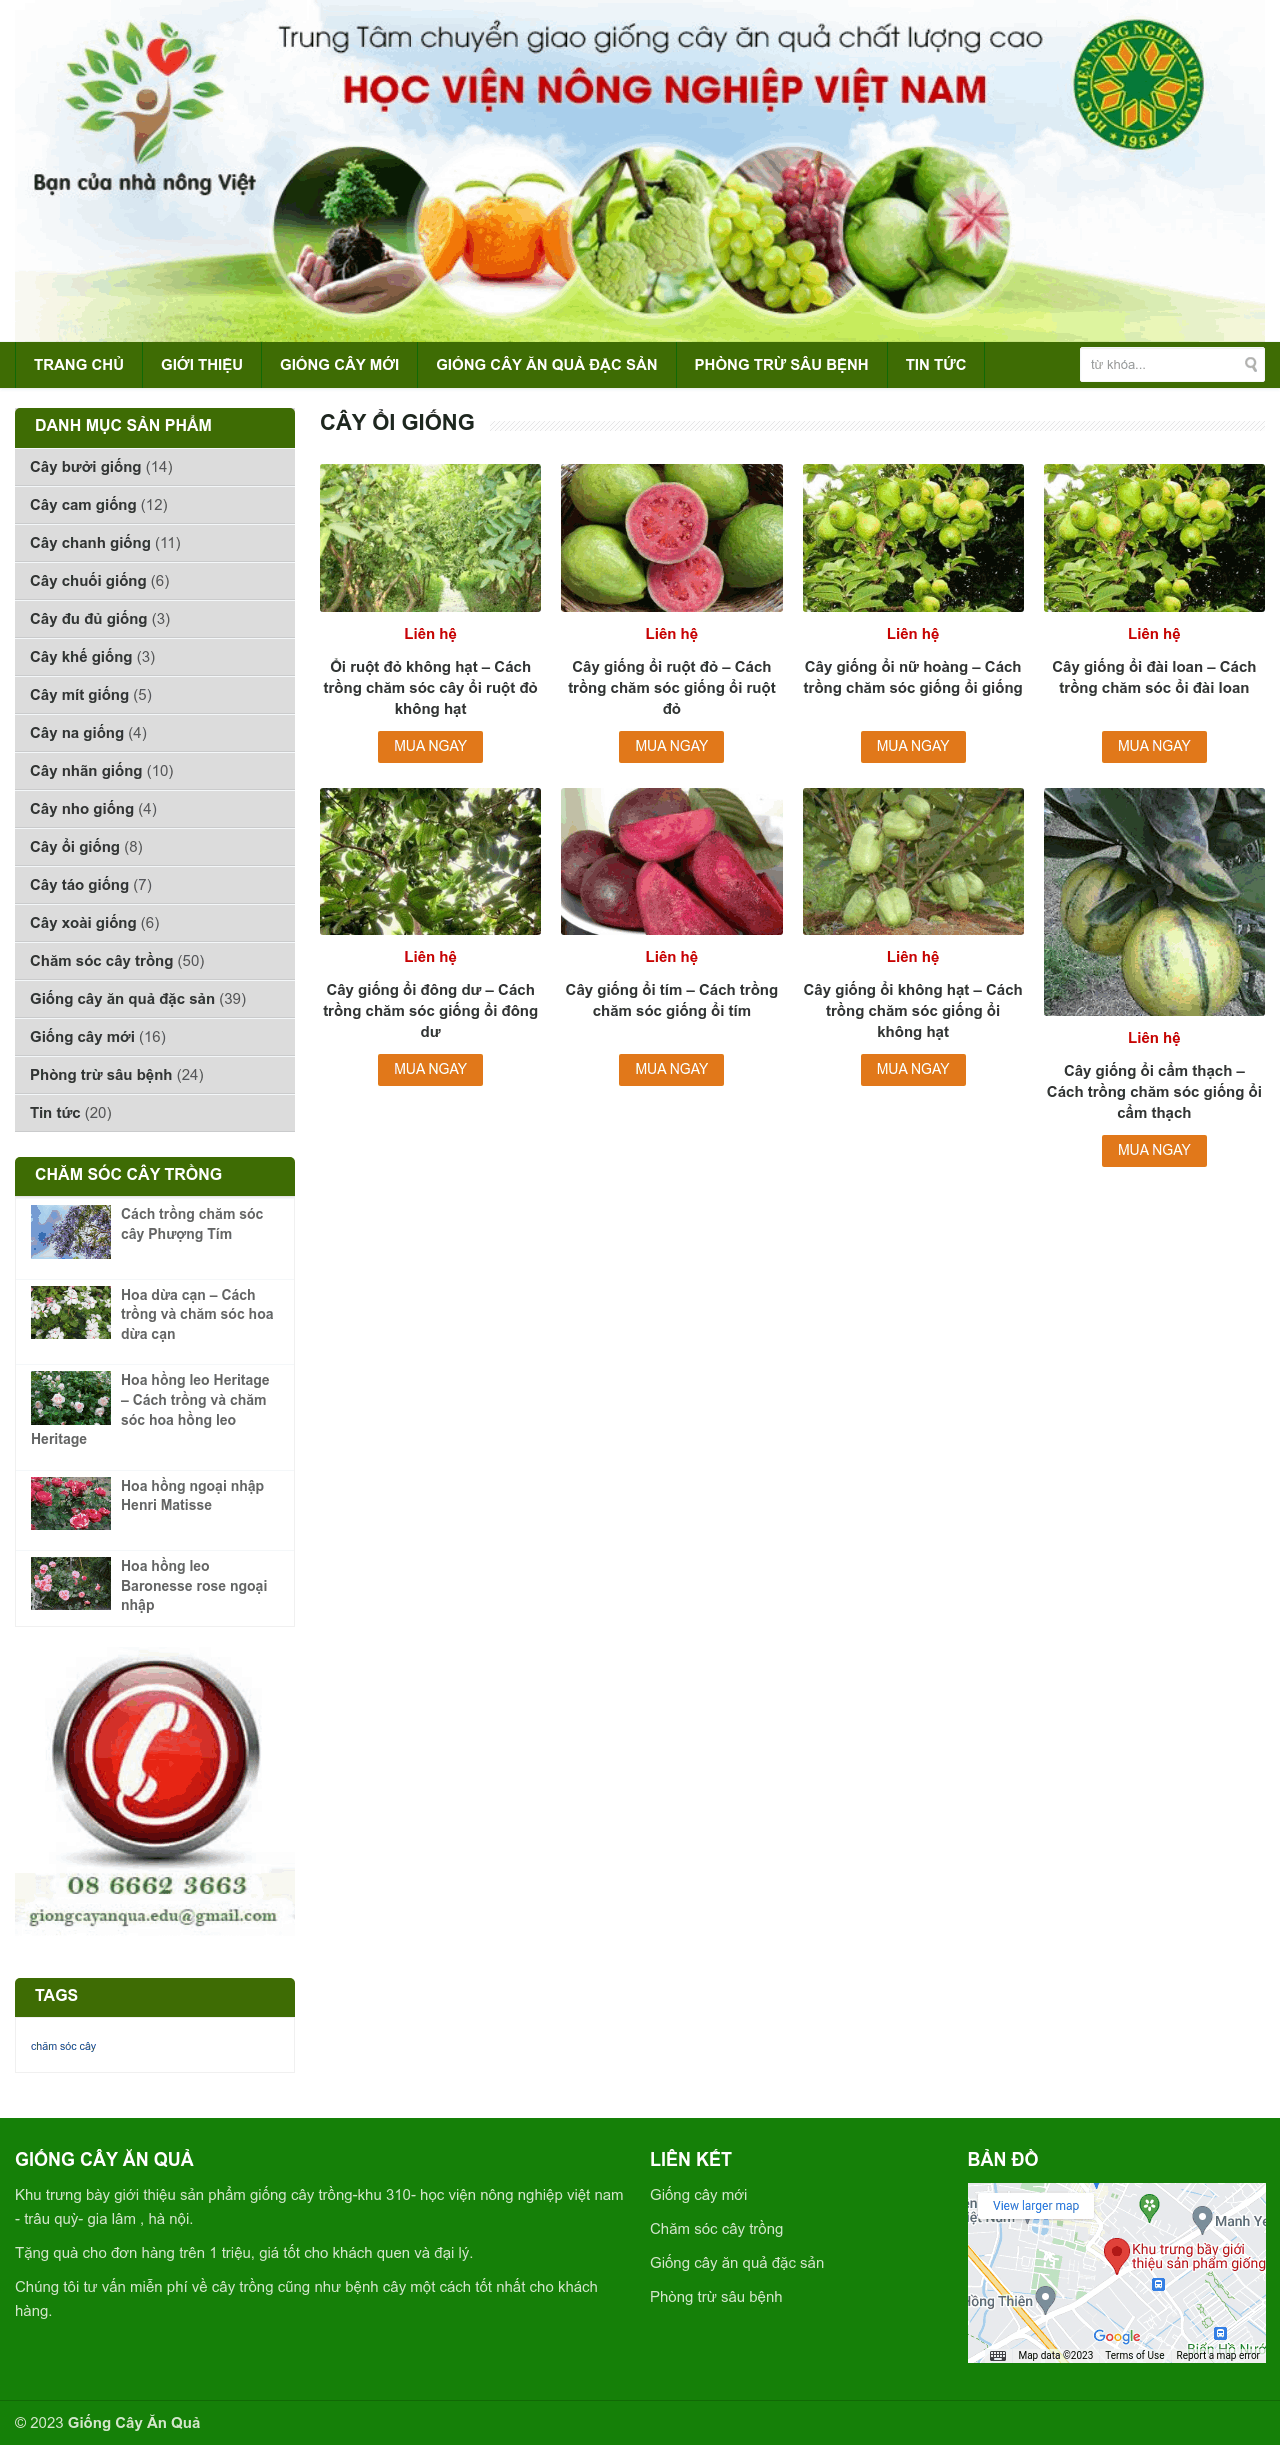 Trung Tâm chuyển giao giống cây ăn quả chất lượng cao
HỌC VIỆN NÔNG NGHIỆP VIỆT NAM
HỌC VIỆN NÔNG NGHIỆP VIỆT NAM
1956
Bạn của nhà nông Việt
TRANG CHỦ
GIỚI THIỆU
GIỐNG CÂY MỚI
GIỐNG CÂY ĂN QUẢ ĐẶC SẢN
PHÒNG TRỪ SÂU BỆNH
TIN TỨC
từ khóa...
DANH MỤC SẢN PHẨM
Cây bưởi giống (14)
Cây cam giống (12)
Cây chanh giống (11)
Cây chuối giống (6)
Cây đu đủ giống (3)
Cây khế giống (3)
Cây mít giống (5)
Cây na giống (4)
Cây nhãn giống (10)
Cây nho giống (4)
Cây ổi giống (8)
Cây táo giống (7)
Cây xoài giống (6)
Chăm sóc cây trồng (50)
Giống cây ăn quả đặc sản (39)
Giống cây mới (16)
Phòng trừ sâu bệnh (24)
Tin tức (20)
CHĂM SÓC CÂY TRỒNG
Cách trồng chăm sóc
cây Phượng Tím
Hoa dừa cạn – Cách
trồng và chăm sóc hoa
dừa cạn
Hoa hồng leo Heritage
– Cách trồng và chăm
sóc hoa hồng leo
Heritage
Hoa hồng ngoại nhập
Henri Matisse
Hoa hồng leo
Baronesse rose ngoại
nhập
08 6662 3663
giongcayanqua.edu@gmail.com
TAGS
chăm sóc cây
CÂY ỔI GIỐNG
Liên hệ
Ổi ruột đỏ không hạt – Cách
trồng chăm sóc cây ổi ruột đỏ
không hạt
MUA NGAY
Liên hệ
Cây giống ổi ruột đỏ – Cách
trồng chăm sóc giống ổi ruột
đỏ
MUA NGAY
Liên hệ
Cây giống ổi nữ hoàng – Cách
trồng chăm sóc giống ổi giống
MUA NGAY
Liên hệ
Cây giống ổi đài loan – Cách
trồng chăm sóc ổi đài loan
MUA NGAY
Liên hệ
Cây giống ổi đông dư – Cách
trồng chăm sóc giống ổi đông
dư
MUA NGAY
Liên hệ
Cây giống ổi tím – Cách trồng
chăm sóc giống ổi tím
MUA NGAY
Liên hệ
Cây giống ổi không hạt – Cách
trồng chăm sóc giống ổi
không hạt
MUA NGAY
Liên hệ
Cây giống ổi cẩm thạch –
Cách trồng chăm sóc giống ổi
cẩm thạch
MUA NGAY
GIỐNG CÂY ĂN QUẢ
Khu trưng bày giới thiệu sản phẩm giống cây trồng-khu 310- học viện nông nghiệp việt nam
- trâu quỳ- gia lâm , hà nội.
Tặng quà cho đơn hàng trên 1 triệu, giá tốt cho khách quen và đại lý.
Chúng tôi tư vấn miễn phí về cây trồng cũng như bệnh cây một cách tốt nhất cho khách
hàng.
LIÊN KẾT
Giống cây mới
Chăm sóc cây trồng
Giống cây ăn quả đặc sản
Phòng trừ sâu bệnh
BẢN ĐỒ
View larger map
Manh Ye
Khu trưng bày giới
thiệu sản phẩm giống
Hồng Thiên
Google
Biển Hồ Nướ
Map data ©2023
Terms of Use
Report a map error
© 2023 Giống Cây Ăn Quả